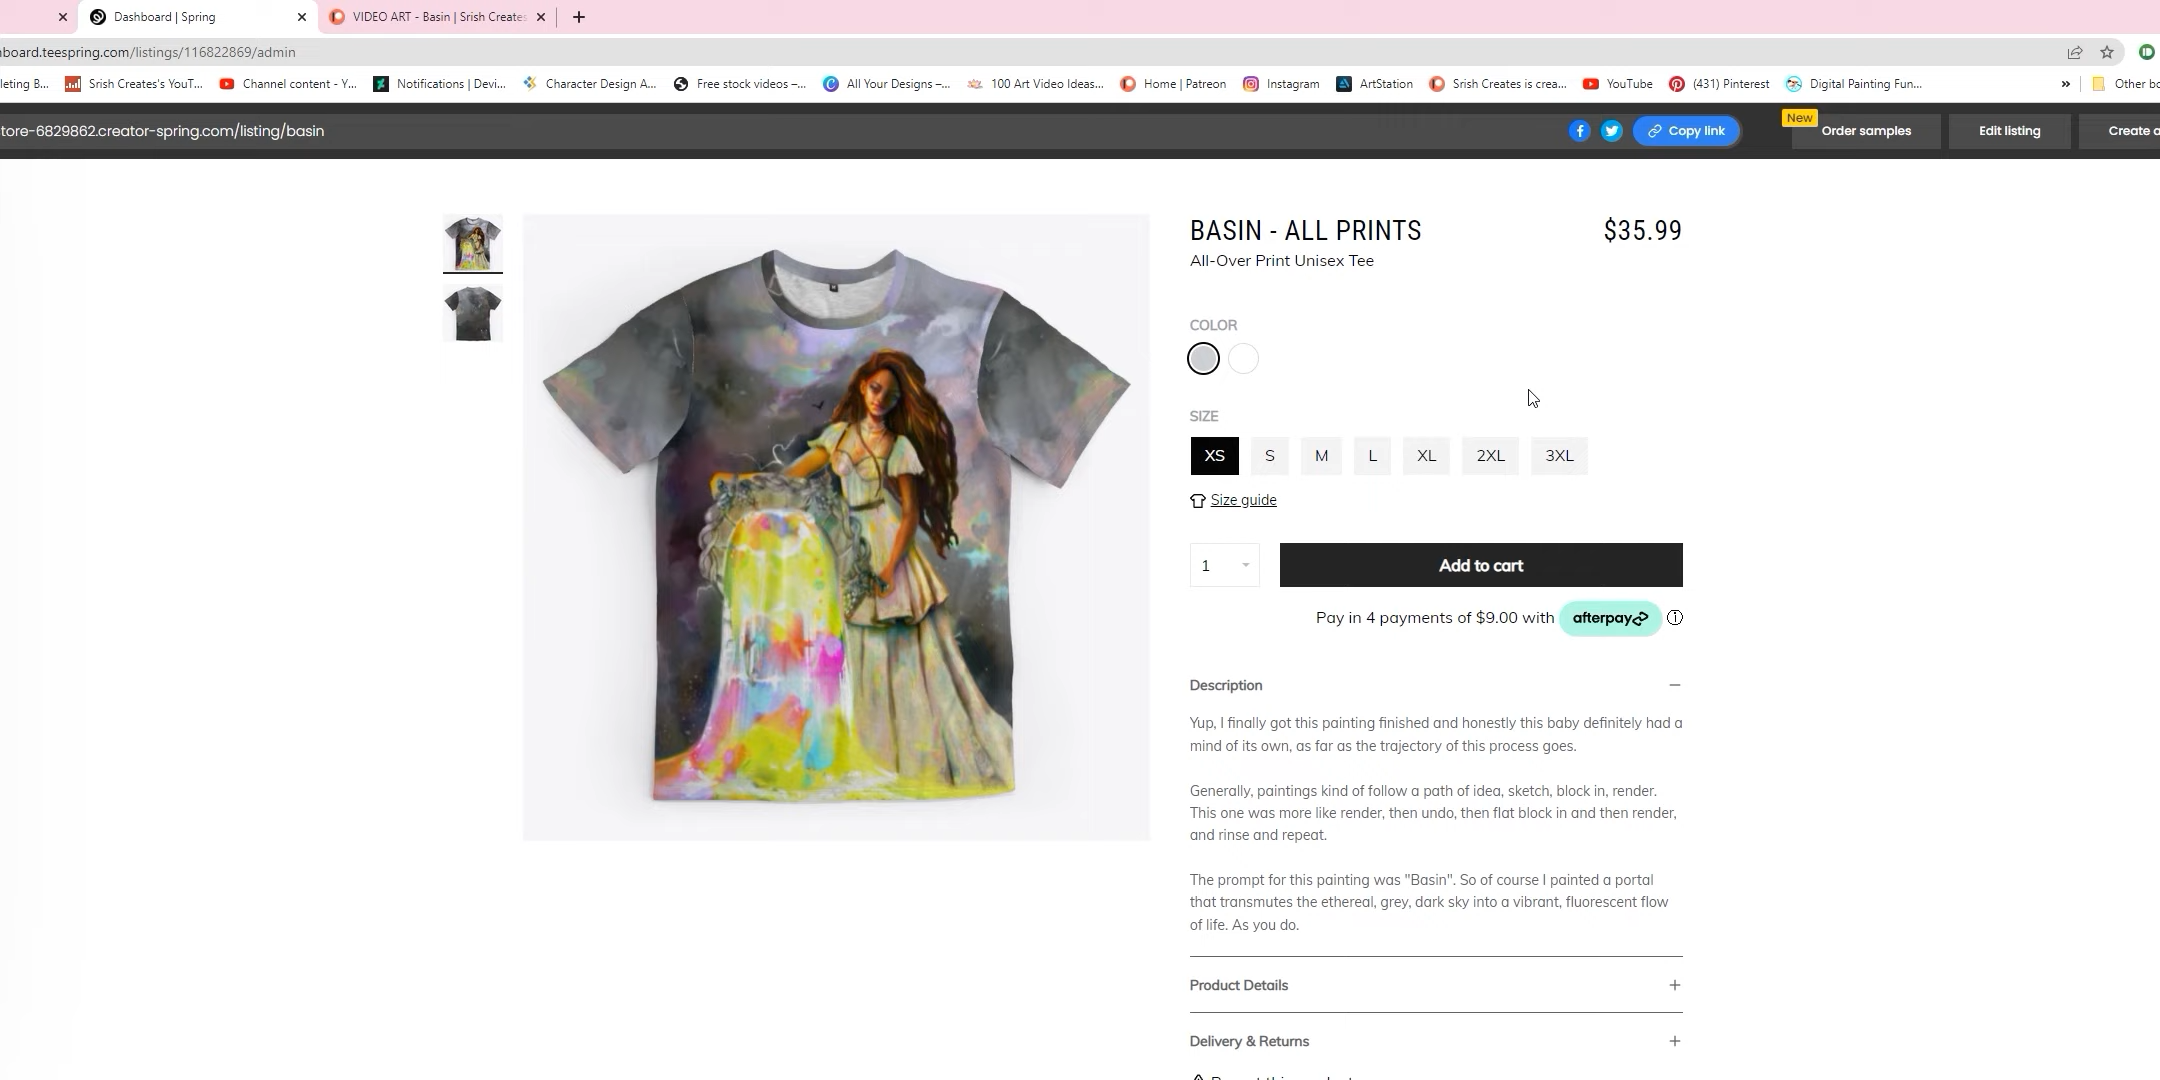 Dashboard | Spring
VIDEO ART - Basin | Srish Creates
board.teespring.com/listings/116822869/admin
leting B...
Srish Creates's YouT...
Channel content - Y...
Notifications | Devi...
Character Design A...
Free stock videos –...
All Your Designs –...
100 Art Video Ideas...
Home | Patreon
Instagram
ArtStation
Srish Creates is crea...
YouTube
(431) Pinterest
Digital Painting Fun...
»
Other bo
tore-6829862.creator-spring.com/listing/basin
Copy link
New
Order samples
Edit listing
Create a
BASIN - ALL PRINTS
$35.99
All-Over Print Unisex Tee
COLOR
SIZE
XS S M L XL 2XL 3XL
Size guide
1
Add to cart
Pay in 4 payments of $9.00 with afterpay
Description
Yup, I finally got this painting finished and honestly this baby definitely had a
mind of its own, as far as the trajectory of this process goes.
Generally, paintings kind of follow a path of idea, sketch, block in, render.
This one was more like render, then undo, then flat block in and then render,
and rinse and repeat.
The prompt for this painting was "Basin". So of course I painted a portal
that transmutes the ethereal, grey, dark sky into a vibrant, fluorescent flow
of life. As you do.
Product Details
Delivery & Returns